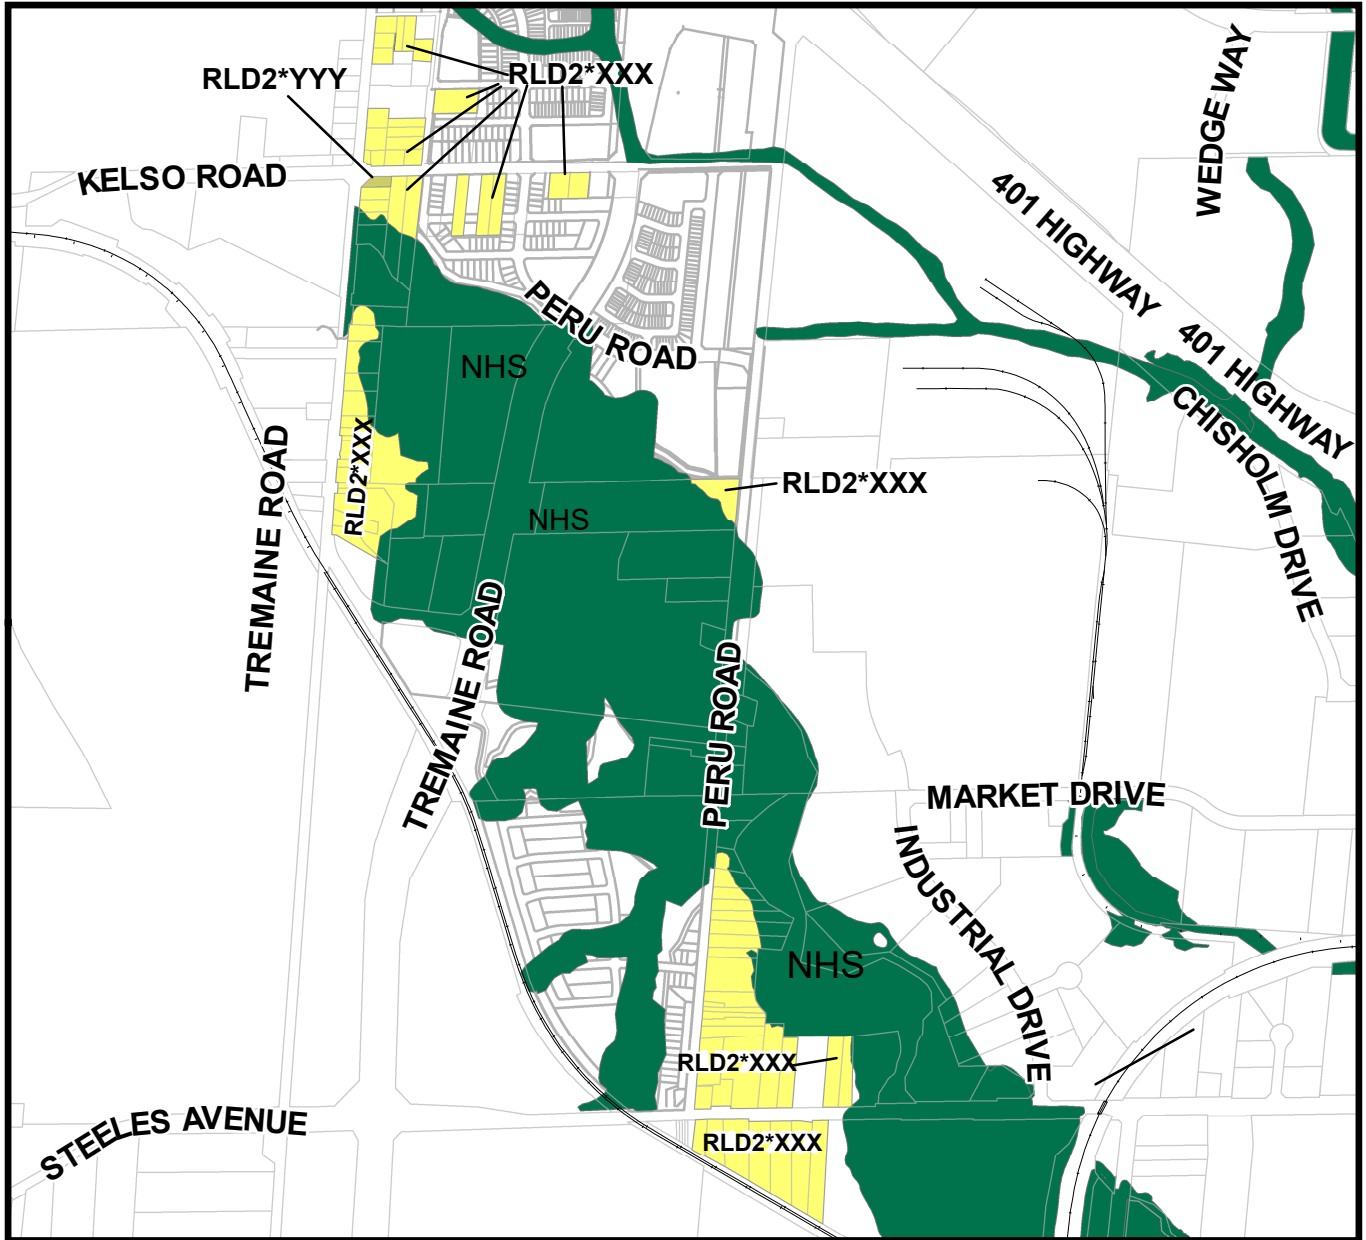 WEDGE WAY
RLD2*YYY
RLD2*XXX
KELSO ROAD
401 HIGHWAY
PERU ROAD
401 HIGHWAY
NHS
CHISHOLM DRIVE
TREMAINE ROAD
RLD2*XXX
RLD2*XXX
NHS
TREMAINE ROAD
PERU ROAD
MARKET DRIVE
INDUSTRIAL DRIVE
NHS
RLD2*XXX
STEELES AVENUE
RLD2*XXX